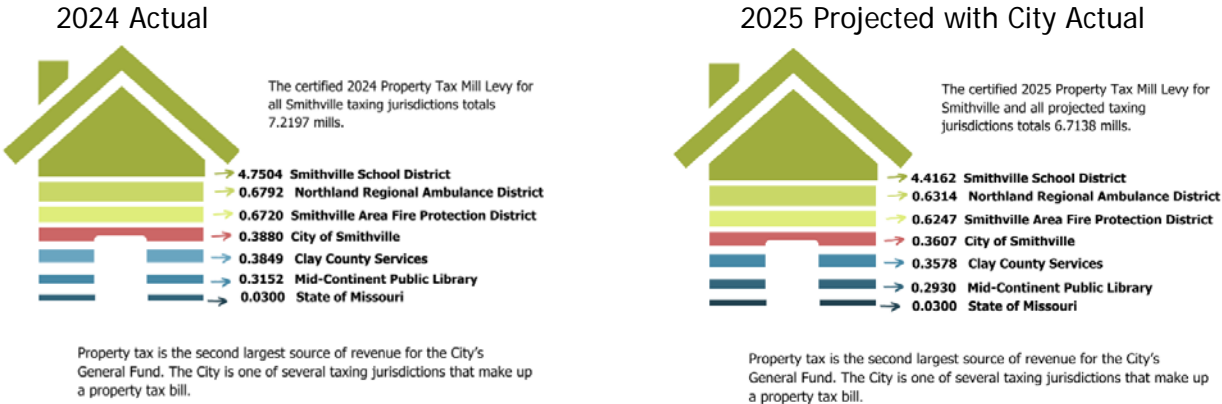 2024 Actual
The certified 2024 Property Tax Mill Levy for
all Smithville taxing jurisdictions totals
7.2197 mills.
4.7504 Smithville School District
0.6792 Northland Regional Ambulance District
0.6720 Smithville Area Fire Protection District
0.3880 City of Smithville
0.3849 Clay County Services
0.3152 Mid-Continent Public Library
0.0300 State of Missouri
Property tax is the second largest source of revenue for the City's
General Fund. The City is one of several taxing jurisdictions that make up
a property tax bill.
2025 Projected with City Actual
The certified 2025 Property Tax Mill Levy for
Smithville and all projected taxing
jurisdictions totals 6.7138 mills.
4.4162 Smithville School District
0.6314 Northland Regional Ambulance District
0.6247 Smithville Area Fire Protection District
0.3607 City of Smithville
0.3578 Clay County Services
0.2930 Mid-Continent Public Library
0.0300 State of Missouri
Property tax is the second largest source of revenue for the City's
General Fund. The City is one of several taxing jurisdictions that make up
a property tax bill.